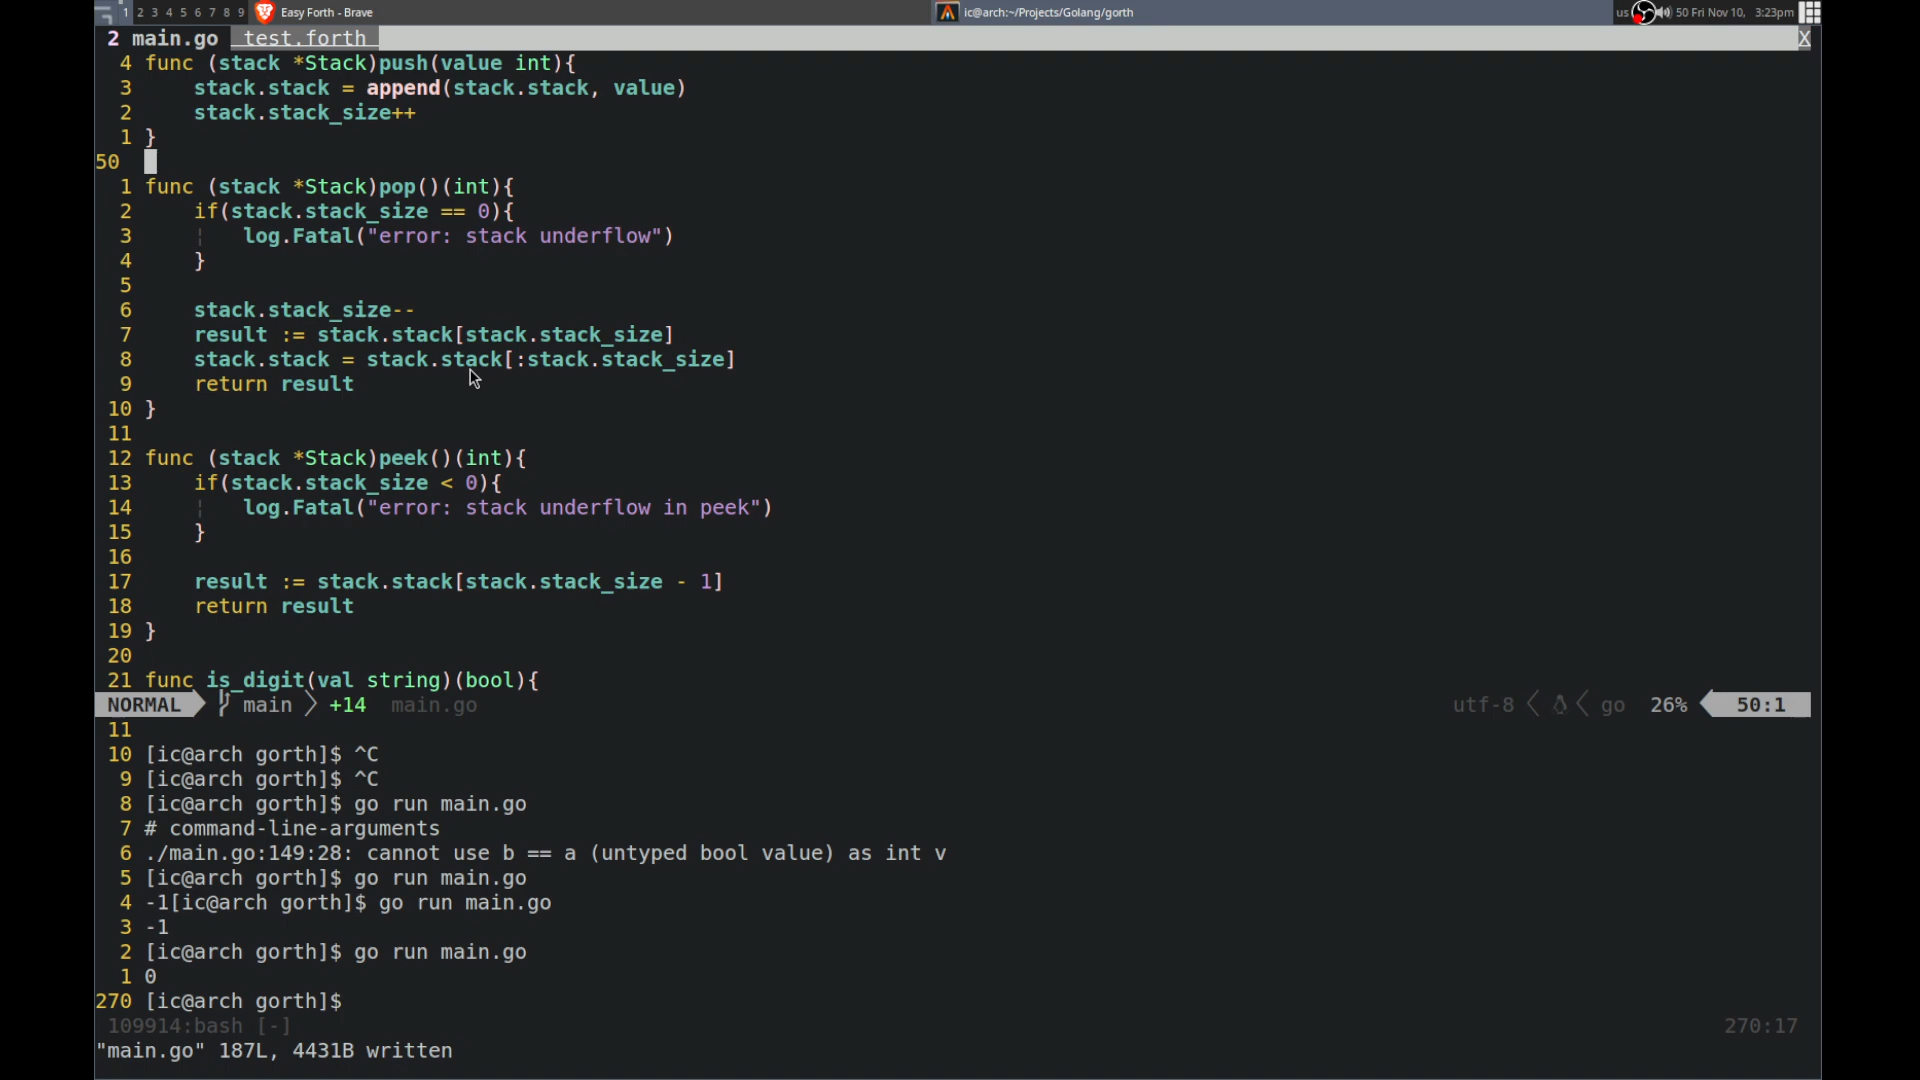 1 2 3 4 5 6 7 8 9 Easy Forth - Brave ic@arch:~/Projects/Golang/gorth us 50 Fri Nov 10, 3:23pm
2 main.go test.forth X
4 func (stack *Stack)push(value int){
3 stack.stack = append(stack.stack, value)
2 stack.stack_size++
1 }
50
1 func (stack *Stack)pop()(int){
2 if(stack.stack_size == 0){
3 ¦ log.Fatal("error: stack underflow")
4 }
5
6 stack.stack_size--
7 result := stack.stack[stack.stack_size]
8 stack.stack = stack.stack[:stack.stack_size]
9 return result
10 }
11
12 func (stack *Stack)peek()(int){
13 if(stack.stack_size < 0){
14 ¦ log.Fatal("error: stack underflow in peek")
15 }
16
17 result := stack.stack[stack.stack_size - 1]
18 return result
19 }
20
21 func is_digit(val string)(bool){
NORMAL main +14 main.go utf-8 go 26% 50:1
11
10 [ic@arch gorth]$ ^C
9 [ic@arch gorth]$ ^C
8 [ic@arch gorth]$ go run main.go
7 # command-line-arguments
6 ./main.go:149:28: cannot use b == a (untyped bool value) as int v
5 [ic@arch gorth]$ go run main.go
4 -1[ic@arch gorth]$ go run main.go
3 -1
2 [ic@arch gorth]$ go run main.go
1 0
270 [ic@arch gorth]$
109914:bash [-] 270:17
"main.go" 187L, 4431B written